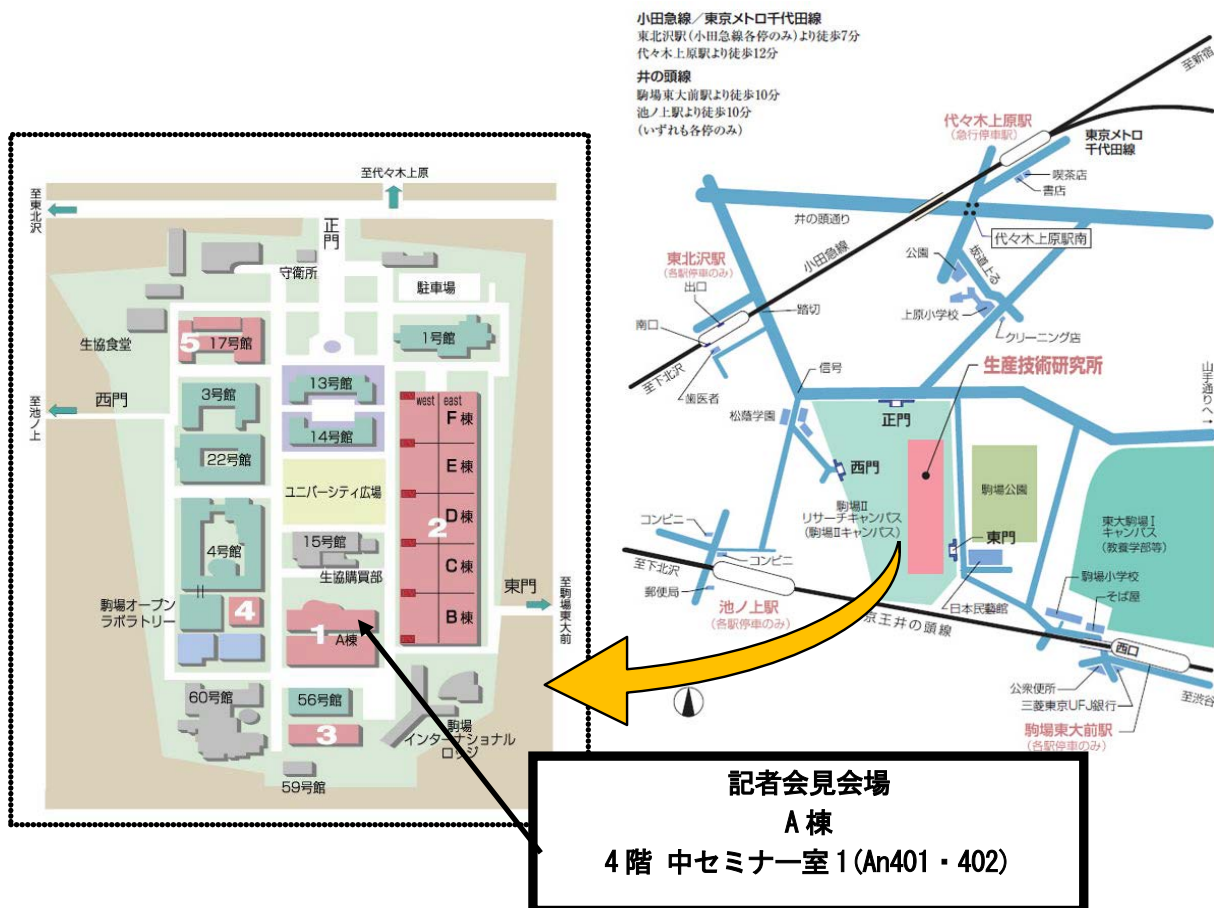 小田急線／東京メトロ千代田線
東北沢駅(小田急線各停のみ)より徒歩7分
代々木上原駅より徒歩12分
井の頭線
駒場東大前駅より徒歩10分
池ノ上駅より徒歩10分
(いずれも各停のみ)
至新宿
代々木上原駅
(急行停車駅)
東京メトロ
千代田線
喫茶店
書店
井の頭通り
代々木上原駅南
小田急線
公園
坂道上る
上原小学校
クリーニング店
東北沢駅
(各駅停車のみ)
出口
南口
踏切
至下北沢
歯医者
信号
生産技術研究所
山手通りへ→
松蔭学園
正門
西門
駒場Ⅱ
リサーチキャンパス
(駒場Ⅱキャンパス)
駒場公園
東大駒場Ⅰ
キャンパス
(教養学部等)
東門
コンビニ
至下北沢
コンビニ
郵便局
池ノ上駅
(各駅停車のみ)
京王井の頭線
日本民藝館
駒場小学校
そば屋
西口
公衆便所
三菱東京UFJ銀行
至渋谷
駒場東大前駅
(各駅停車のみ)
至代々木上原
至東北沢
正門
守衛所
駐車場
生協食堂
5
17号館
1号館
至池ノ上
西門
3号館
13号館
west
east
F棟
14号館
22号館
E棟
ユニバーシティ広場
D棟
2
4号館
15号館
生協購買部
C棟
駒場オープン
ラボラトリー
4
1
A棟
B棟
東門
至駒場東大前
60号館
56号館
3
駒場
インターナショナル
ロッジ
59号館
記者会見会場
A棟
4階 中セミナー室1(An401・402)